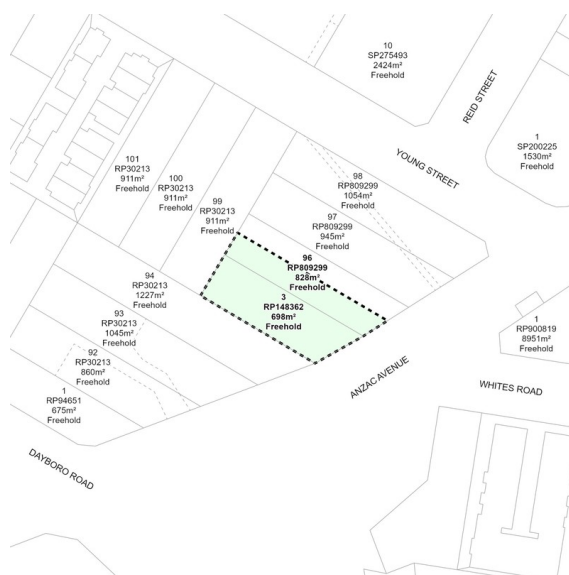 10
SP275493
2424m²
Freehold
REID STREET
1
SP200225
1530m²
Freehold
YOUNG STREET
101
RP30213
911m²
Freehold
100
RP30213
911m²
Freehold
99
RP30213
911m²
Freehold
98
RP809299
1054m²
Freehold
97
RP809299
945m²
Freehold
96
RP809299
828m²
Freehold
3
RP148362
698m²
Freehold
94
RP30213
1227m²
Freehold
93
RP30213
1045m²
Freehold
92
RP30213
860m²
Freehold
1
RP94651
675m²
Freehold
1
RP900819
8951m²
Freehold
ANZAC AVENUE
WHITES ROAD
DAYBORO ROAD